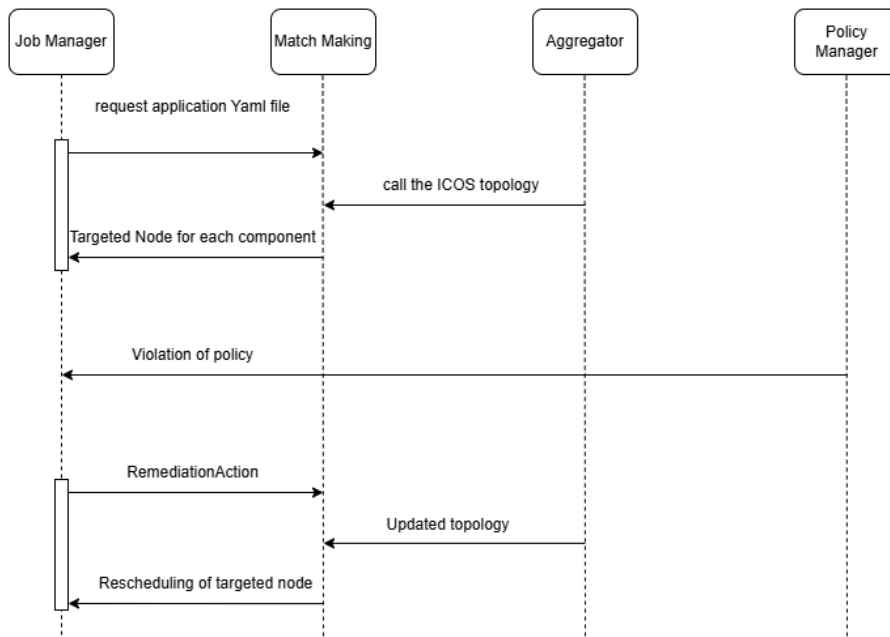 Job Manager
Match Making
Aggregator
Policy
Manager
request application Yaml file
call the ICOS topology
Targeted Node for each component
Violation of policy
RemediationAction
Updated topology
Rescheduling of targeted node